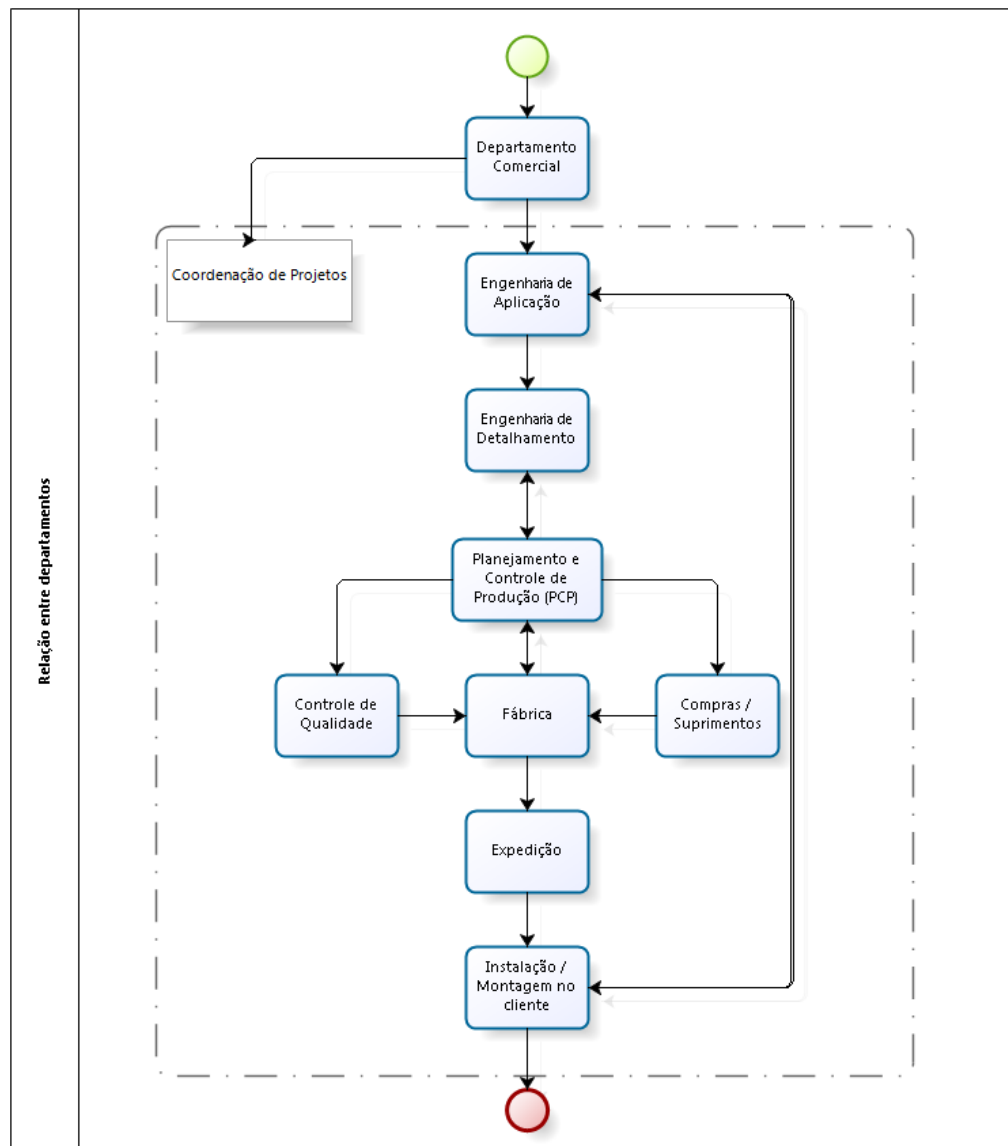 Relação entre departamentos
Departamento
Comercial
Coordenação de Projetos
Engenharia de
Aplicação
Engenharia de
Detalhamento
Planejamento e
Controle de
Produção (PCP)
Controle de
Qualidade
Fábrica
Compras /
Suprimentos
Expedição
Instalação /
Montagem no
cliente